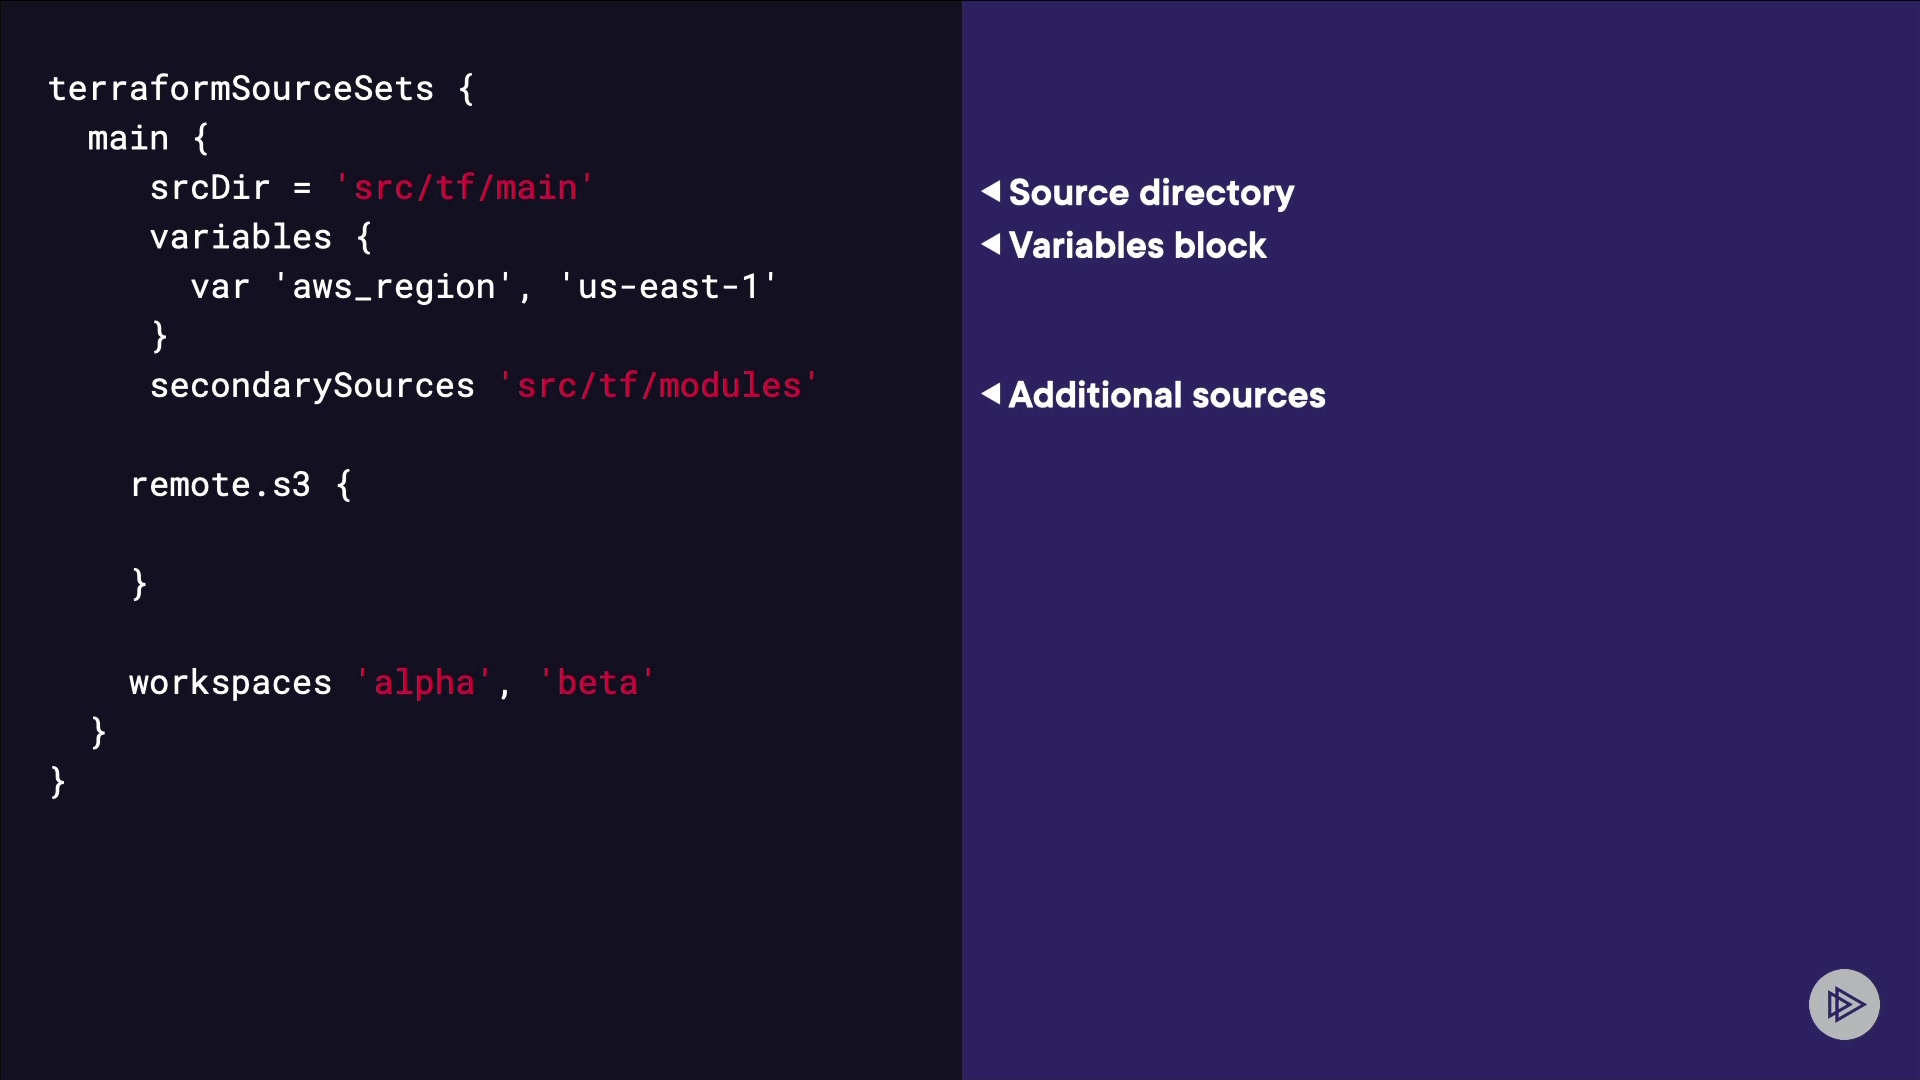 terraformSourceSets {
main {
srcDir = 'src/tf/main'
variables {
var 'aws_region', 'us-east-1'
}
secondarySources 'src/tf/modules'
remote.s3 {
}
workspaces 'alpha', 'beta'
}
}
Source directory
Variables block
Additional sources